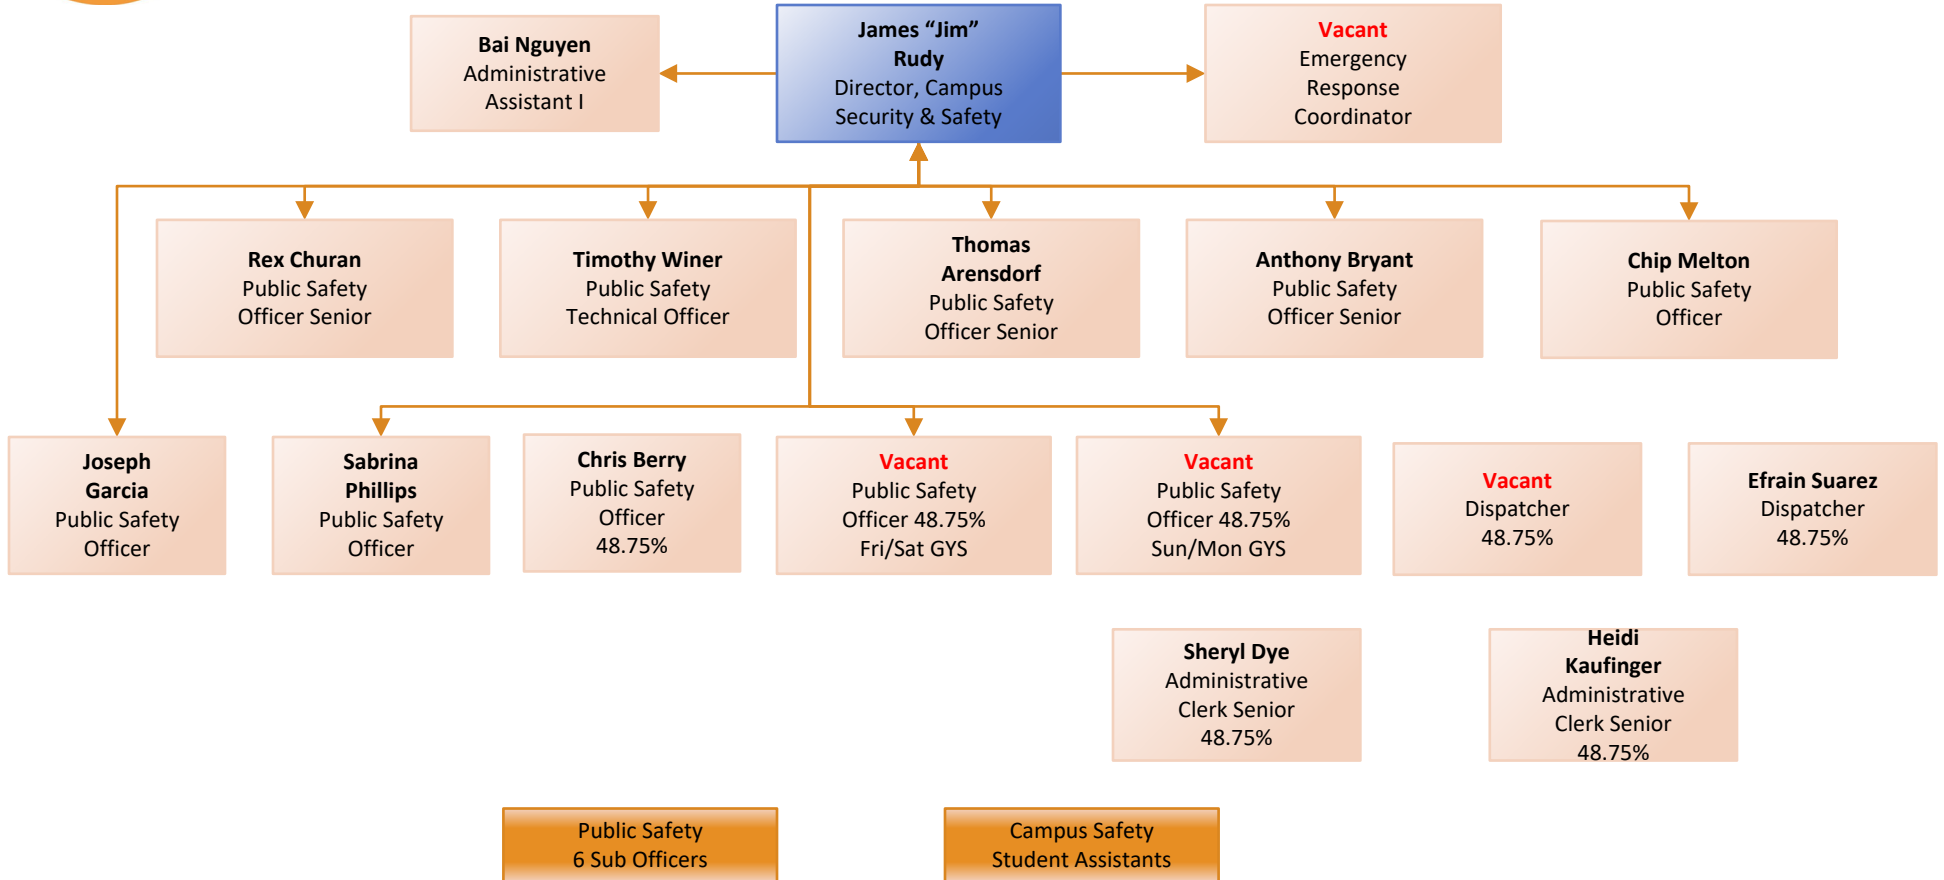 Bai Nguyen
Administrative
Assistant I
James “Jim”
Rudy
Director, Campus
Security & Safety
Vacant
Emergency
Response
Coordinator
Rex Churan
Public Safety
Officer Senior
Timothy Winer
Public Safety
Technical Officer
Thomas
Arensdorf
Public Safety
Officer Senior
Anthony Bryant
Public Safety
Officer Senior
Chip Melton
Public Safety
Officer
Joseph
Garcia
Public Safety
Officer
Sabrina
Phillips
Public Safety
Officer
Chris Berry
Public Safety
Officer
48.75%
Vacant
Public Safety
Officer 48.75%
Fri/Sat GYS
Vacant
Public Safety
Officer 48.75%
Sun/Mon GYS
Vacant
Dispatcher
48.75%
Efrain Suarez
Dispatcher
48.75%
Sheryl Dye
Administrative
Clerk Senior
48.75%
Heidi
Kaufinger
Administrative
Clerk Senior
48.75%
Public Safety
6 Sub Officers
Campus Safety
Student Assistants